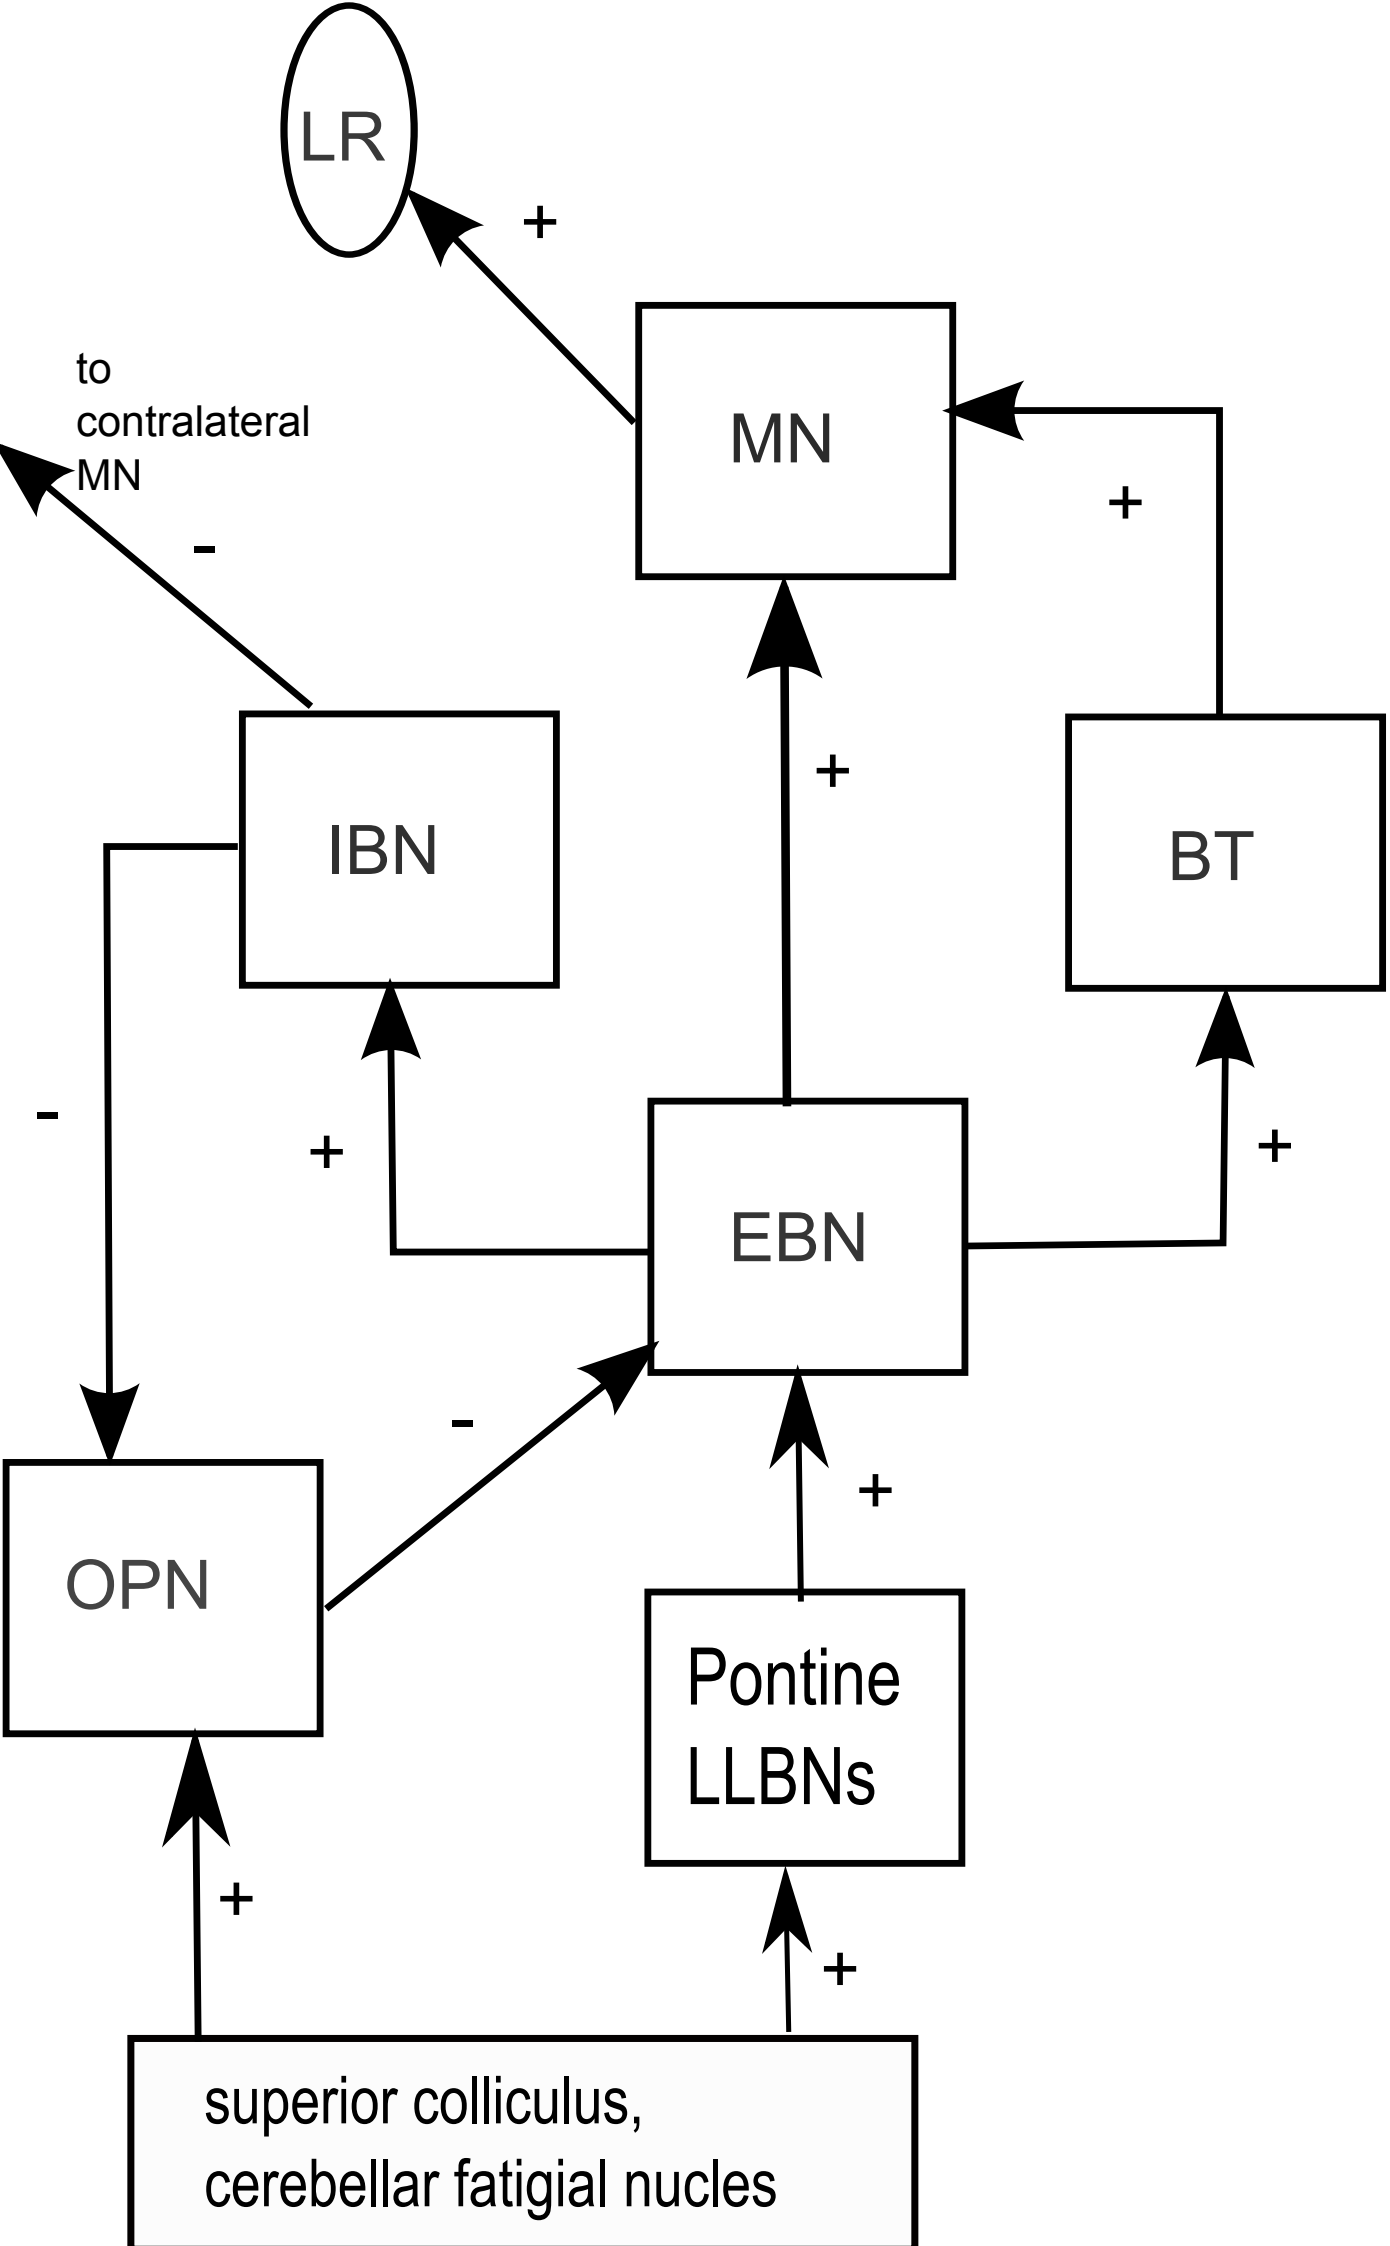 LR
+
to
contralateral
MN
-
MN
+
+
IBN
BT
-
+
+
EBN
-
+
OPN
Pontine
LLBNs
+
+
superior colliculus,
cerebellar fatigial nucles